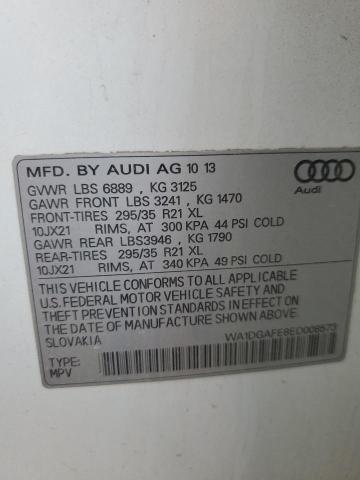 MFD. BY AUDI AG 10 13
GVWR LBS 6889 , KG 3125
GAWR FRONT LBS 3241 , KG 1470
FRONT-TIRES 295/35 R21 XL
10JX21 RIMS, AT 300 KPA 44 PSI COLD
GAWR REAR LBS3946 , KG 1790
REAR-TIRES 295/35 R21 XL
10JX21 RIMS, AT 340 KPA 49 PSI COLD
Audi
THIS VEHICLE CONFORMS TO ALL APPLICABLE
U.S. FEDERAL MOTOR VEHICLE SAFETY AND
THEFT PREVENTION STANDARDS IN EFFECT ON
THE DATE OF MANUFACTURE SHOWN ABOVE.
SLOVAKIA
WA1DGAFE8ED008573
TYPE:
MPV